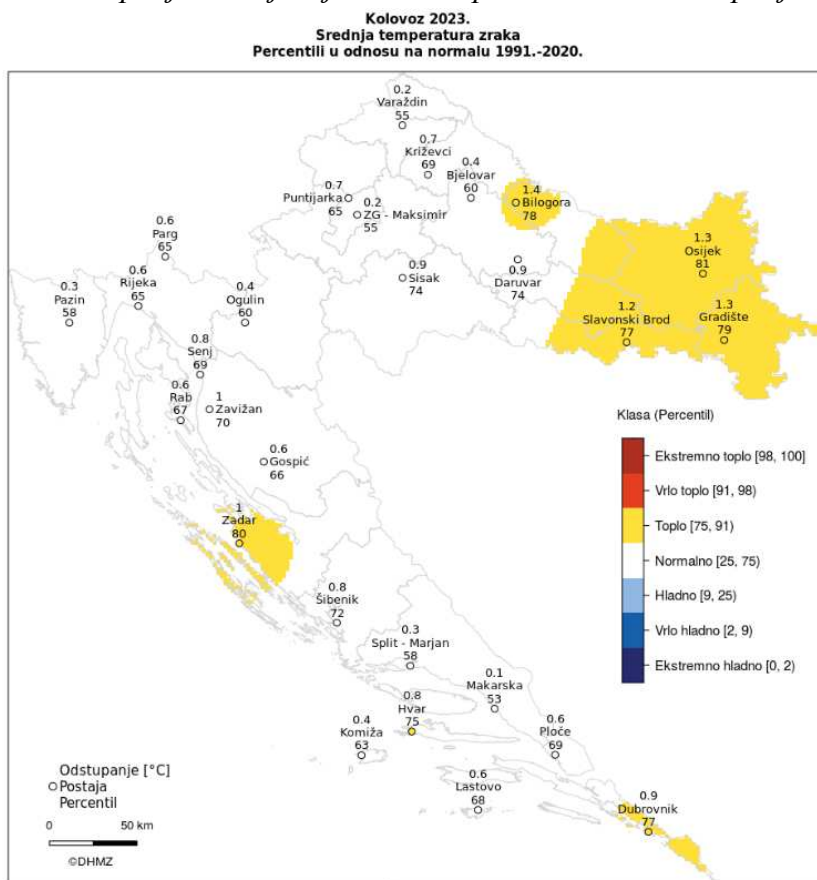 Kolovoz 2023.
Srednja temperatura zraka
Percentili u odnosu na normalu 1991.-2020.
0.2
Varaždin
55
0.7
Križevci
69
0.4
Bjelovar
60
1.4
Bilogora
78
0.7
Puntijarka
65
0.2
ZG - Maksimir
55
0.6
Parg
65
1.3
Osijek
81
0.9
Sisak
74
0.9
Daruvar
74
0.3
Pazin
58
0.6
Rijeka
65
0.4
Ogulin
60
1.2
Slavonski Brod
77
1.3
Gradište
79
0.8
Senj
69
0.6
Rab
67
1
Zavižan
70
0.6
Gospić
66
1
Zadar
80
0.8
Šibenik
72
0.3
Split - Marjan
58
0.1
Makarska
53
0.8
Hvar
75
0.4
Komiža
63
0.6
Ploče
69
0.6
Lastovo
68
0.9
Dubrovnik
77
Klasa (Percentil)
Ekstremno toplo [98, 100]
Vrlo toplo [91, 98)
Toplo [75, 91)
Normalno [25, 75)
Hladno [9, 25)
Vrlo hladno [2, 9)
Ekstremno hladno [0, 2)
Odstupanje [°C]
Postaja
Percentil
0 50 km
©DHMZ